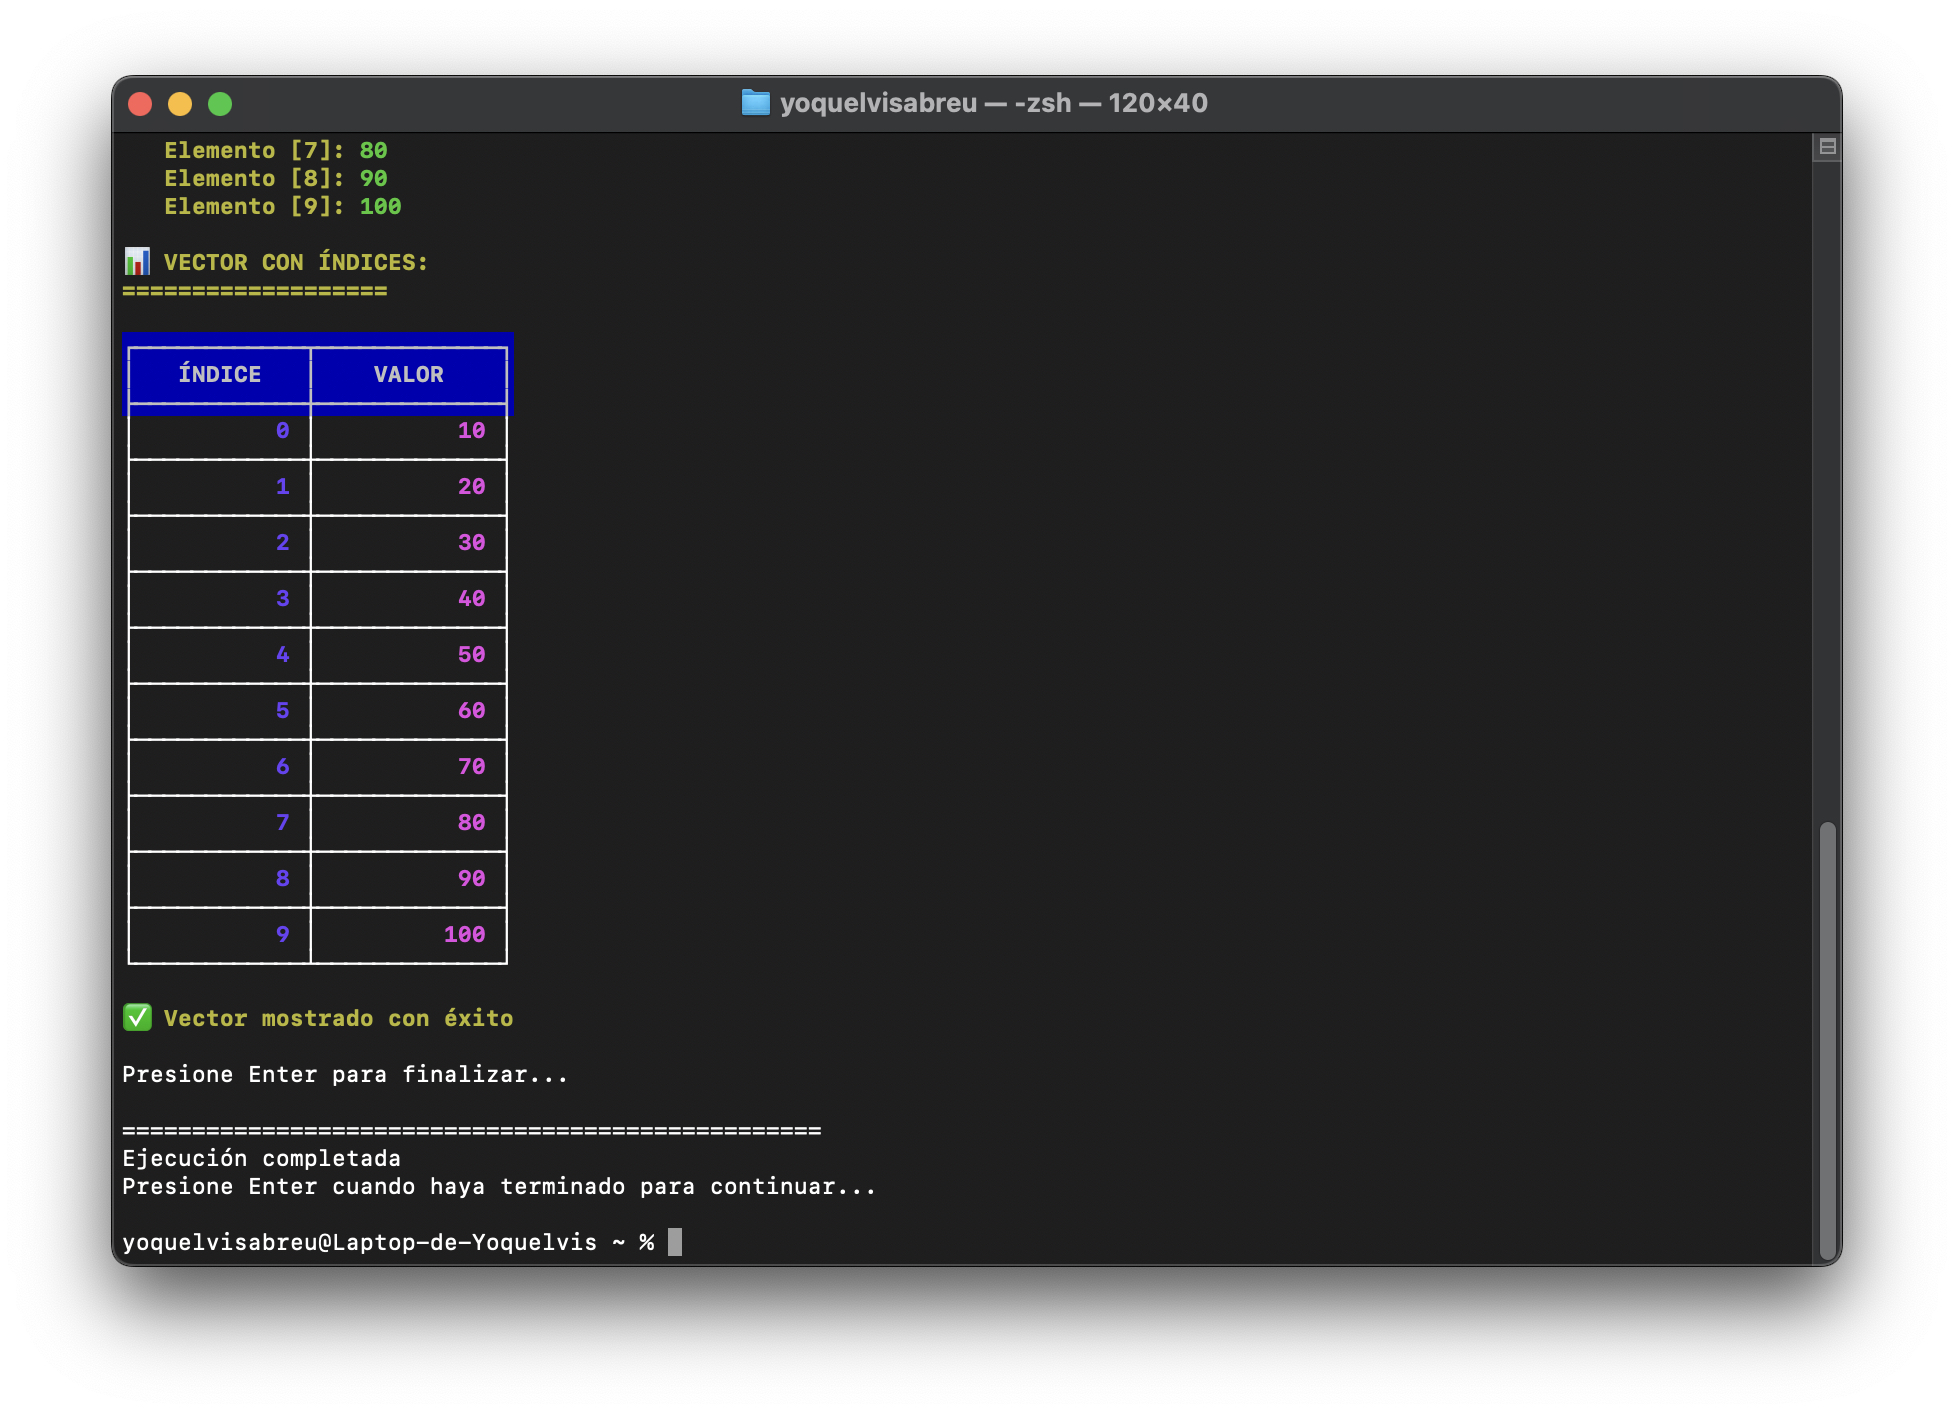 yoquelvisabreu — -zsh — 120×40
Elemento [7]: 80
Elemento [8]: 90
Elemento [9]: 100
VECTOR CON ÍNDICES:
===================
ÍNDICE VALOR
0 10
1 20
2 30
3 40
4 50
5 60
6 70
7 80
8 90
9 100
Vector mostrado con éxito
Presione Enter para finalizar...
==================================================
Ejecución completada
Presione Enter cuando haya terminado para continuar...
yoquelvisabreu@Laptop-de-Yoquelvis ~ %